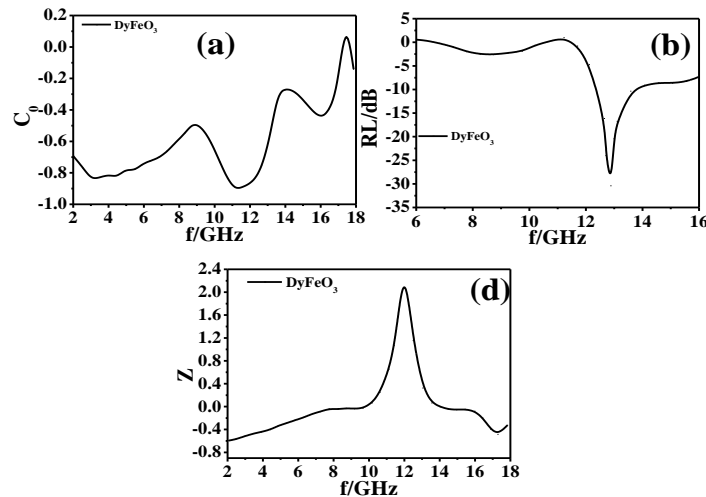 0.2
0.0
-0.2
-0.4
-0.6
-0.8
-1.0
C₀
DyFeO₃
(a)
2 4 6 8 10 12 14 16 18
f/GHz
5
0
-5
-10
-15
-20
-25
-30
-35
RL/dB
(b)
DyFeO₃
6 8 10 12 14 16
f/GHz
2.4
2.0
1.6
1.2
0.8
0.4
0.0
-0.4
-0.8
Z
DyFeO₃
(d)
2 4 6 8 10 12 14 16 18
f/GHz